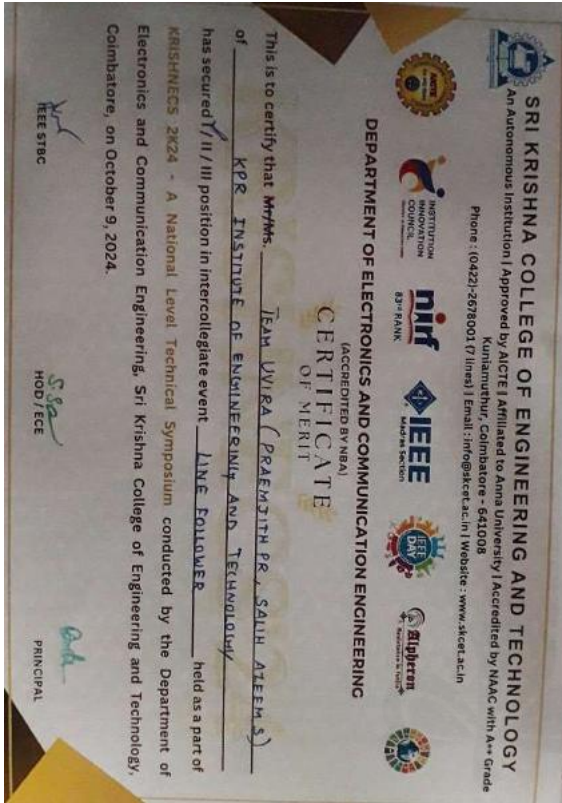 SRI KRISHNA COLLEGE OF ENGINEERING AND TECHNOLOGY
An Autonomous Institution | Approved by AICTE | Affiliated to Anna University | Accredited by NAAC with A++ Grade
Kuniamuthur, Coimbatore - 641008
Phone : (0422)-2678001 (7 lines) | Email : info@skcet.ac.in | Website : www.skcet.ac.in
INSTITUTION
INNOVATION
COUNCIL
nirf
83rd RANK
IEEE
Madras Section
IEEE
DAY
Alpheron
DEPARTMENT OF ELECTRONICS AND COMMUNICATION ENGINEERING
(ACCREDITED BY NBA)
CERTIFICATE
OF MERIT
This is to certify that Mr/Ms. TEAM UVIRA (PRAEMJITH PR, SALIH AZEEM S)
of KPR INSTITUTE OF ENGINEERING AND TECHNOLOGY
has secured I / II / III position in intercollegiate event LINE FOLLOWER held as a part of
KRISHNECS 2K24 - A National Level Technical Symposium conducted by the Department of
Electronics and Communication Engineering, Sri Krishna College of Engineering and Technology,
Coimbatore, on October 9, 2024.
IEEE STBC
HOD / ECE
PRINCIPAL